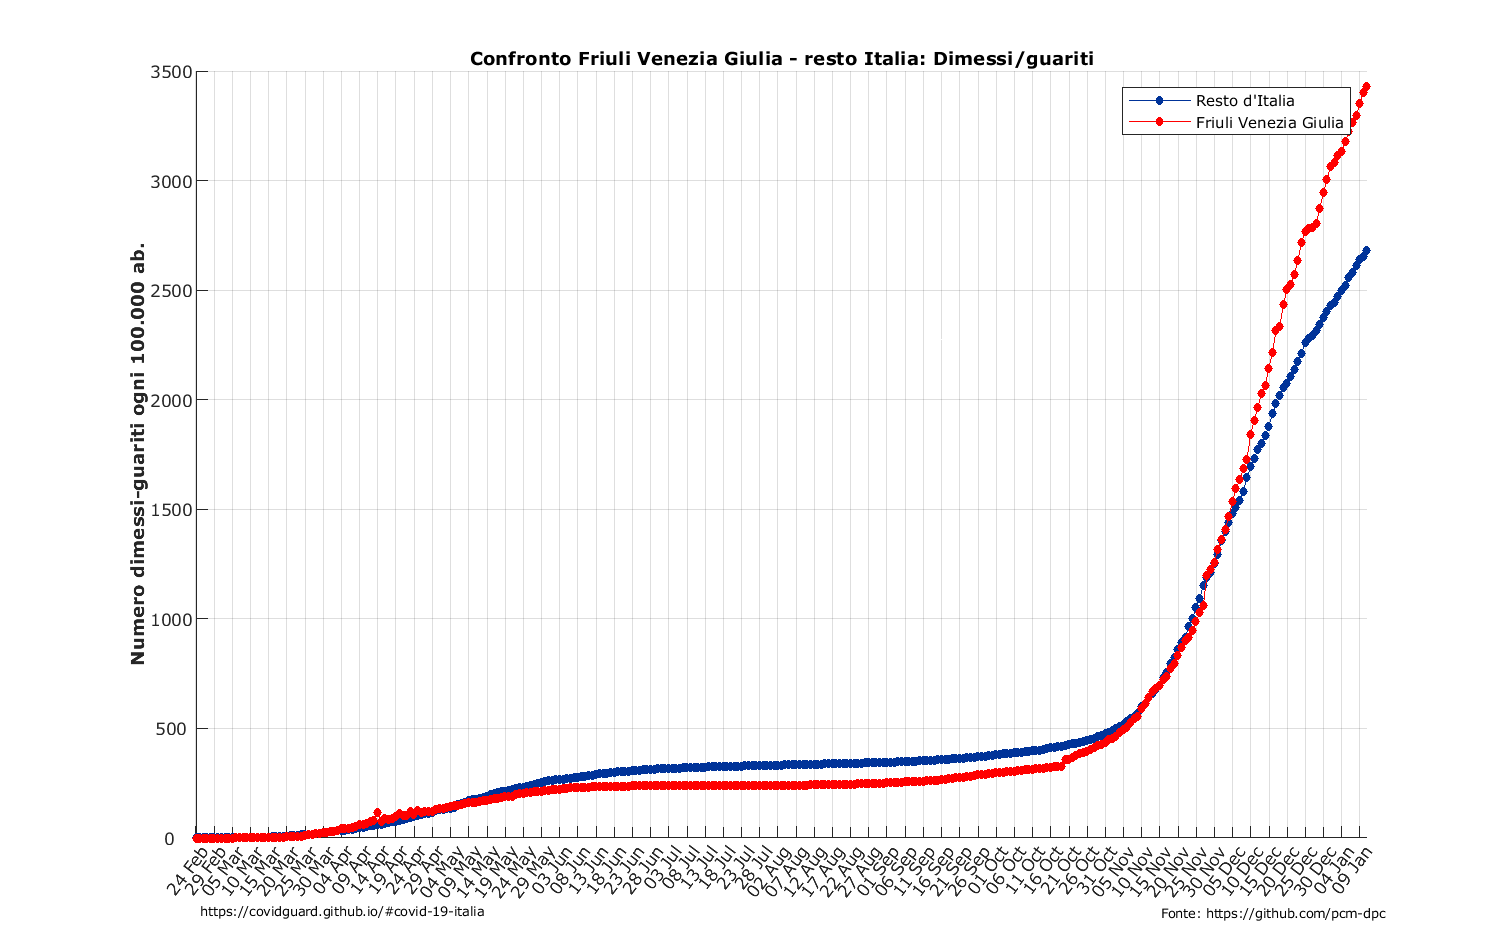 Confronto Friuli Venezia Giulia - resto Italia: Dimessi/guariti
Numero dimessi-guariti ogni 100.000 ab.
3500
3000
2500
2000
1500
1000
500
0
Resto d'Italia
Friuli Venezia Giulia
24 Feb
29 Feb
05 Mar
10 Mar
15 Mar
20 Mar
25 Mar
30 Mar
04 Apr
09 Apr
14 Apr
19 Apr
24 Apr
29 Apr
04 May
09 May
14 May
19 May
24 May
29 May
03 Jun
08 Jun
13 Jun
18 Jun
23 Jun
28 Jun
03 Jul
08 Jul
13 Jul
18 Jul
23 Jul
28 Jul
02 Aug
07 Aug
12 Aug
17 Aug
22 Aug
27 Aug
01 Sep
06 Sep
11 Sep
16 Sep
21 Sep
26 Sep
01 Oct
06 Oct
11 Oct
16 Oct
21 Oct
26 Oct
31 Oct
05 Nov
10 Nov
15 Nov
20 Nov
25 Nov
30 Nov
05 Dec
10 Dec
15 Dec
20 Dec
25 Dec
30 Dec
04 Jan
09 Jan
https://covidguard.github.io/#covid-19-italia
Fonte: https://github.com/pcm-dpc